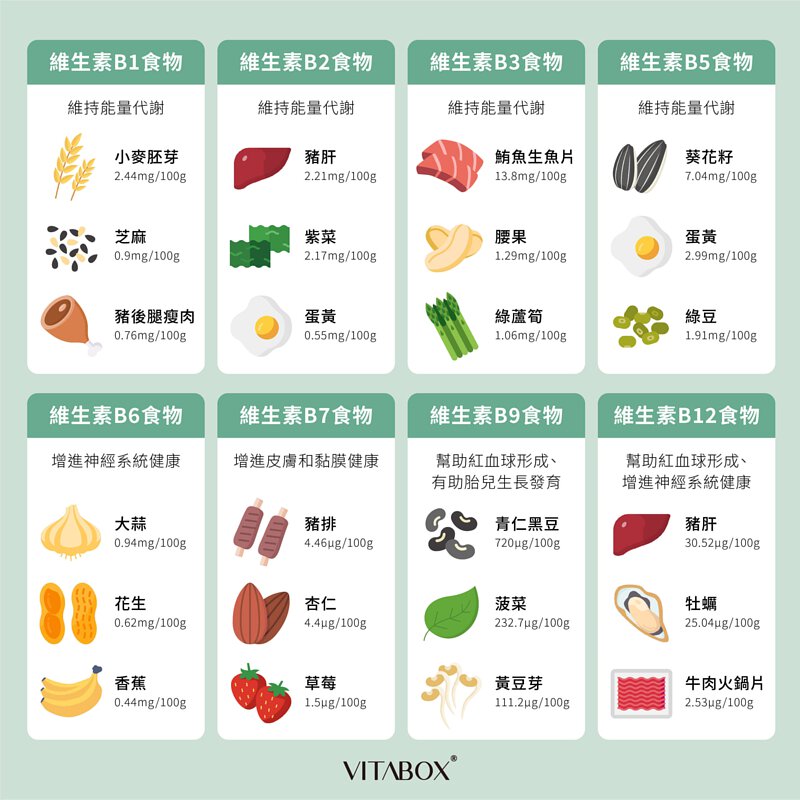 維生素B1食物
維持能量代謝
小麥胚芽
2.44mg/100g
芝麻
0.9mg/100g
豬後腿瘦肉
0.76mg/100g
維生素B2食物
維持能量代謝
豬肝
2.21mg/100g
紫菜
2.17mg/100g
蛋黃
0.55mg/100g
維生素B3食物
維持能量代謝
鮪魚生魚片
13.8mg/100g
腰果
1.29mg/100g
綠蘆筍
1.06mg/100g
維生素B5食物
維持能量代謝
葵花籽
7.04mg/100g
蛋黃
2.99mg/100g
綠豆
1.91mg/100g
維生素B6食物
增進神經系統健康
大蒜
0.94mg/100g
花生
0.62mg/100g
香蕉
0.44mg/100g
維生素B7食物
增進皮膚和黏膜健康
豬排
4.46μg/100g
杏仁
4.4μg/100g
草莓
1.5μg/100g
維生素B9食物
幫助紅血球形成、
有助胎兒生長發育
青仁黑豆
720μg/100g
菠菜
232.7μg/100g
黃豆芽
111.2μg/100g
維生素B12食物
幫助紅血球形成、
增進神經系統健康
豬肝
30.52μg/100g
牡蠣
25.04μg/100g
牛肉火鍋片
2.53μg/100g
VITABOX®